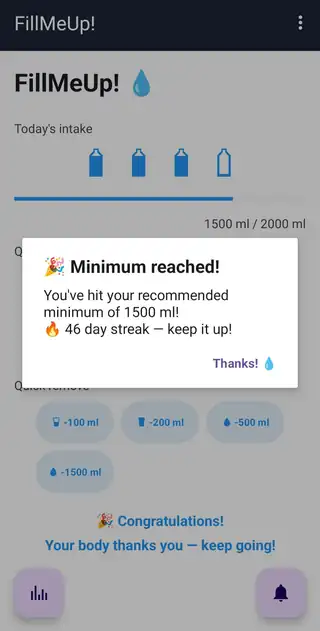 FillMeUp!
FillMeUp! 💧
Today's intake
1500 ml / 2000 ml
🎉 Minimum reached!
You've hit your recommended
minimum of 1500 ml!
🔥 46 day streak — keep it up!
Thanks! 💧
Quick remove
-100 ml
-200 ml
-500 ml
-1500 ml
🎉 Congratulations!
Your body thanks you — keep going!